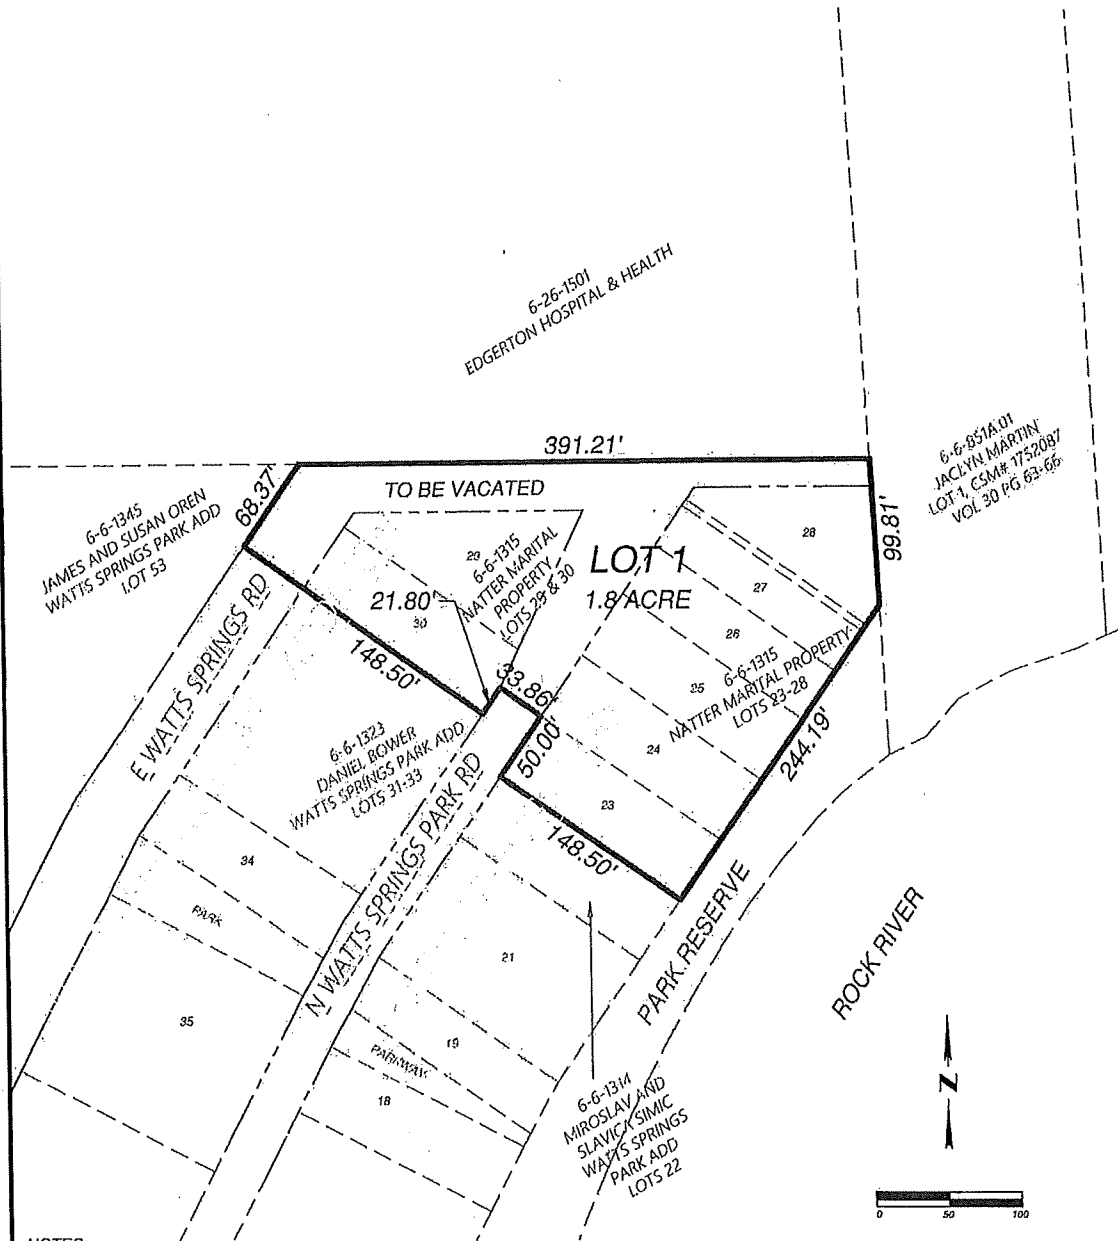 6-26-1501
EDGERTON HOSPITAL & HEALTH
391.21'
6-6-851A.01
JACLYN MARTIN
LOT 1, CSM# 1752087
VOL 30 PG 63-66
68.37'
TO BE VACATED
99.81'
6-6-1345
JAMES AND SUSAN OREN
WATTS SPRINGS PARK ADD
LOT 53
29
6-6-1315
NATTER MARITAL
PROPERTY
LOTS 29 & 30
LOT 1
1.8 ACRE
28
27
26
25
24
23
21.80'
30
148.50'
33.86'
50.00'
6-6-1315
NATTER MARITAL PROPERTY
LOTS 23-28
244.19'
E WATTS SPRINGS RD
6-6-1323
DANIEL BOWER
WATTS SPRINGS PARK ADD
LOTS 31-33
N WATTS SPRINGS PARK RD
148.50'
34
PARK
35
21
19
PARKWAY
18
PARK RESERVE
ROCK RIVER
6-6-1314
MIROSLAV AND
SLAVICA SIMIC
WATTS SPRINGS
PARK ADD
LOTS 22
N
0 50 100
NOTES